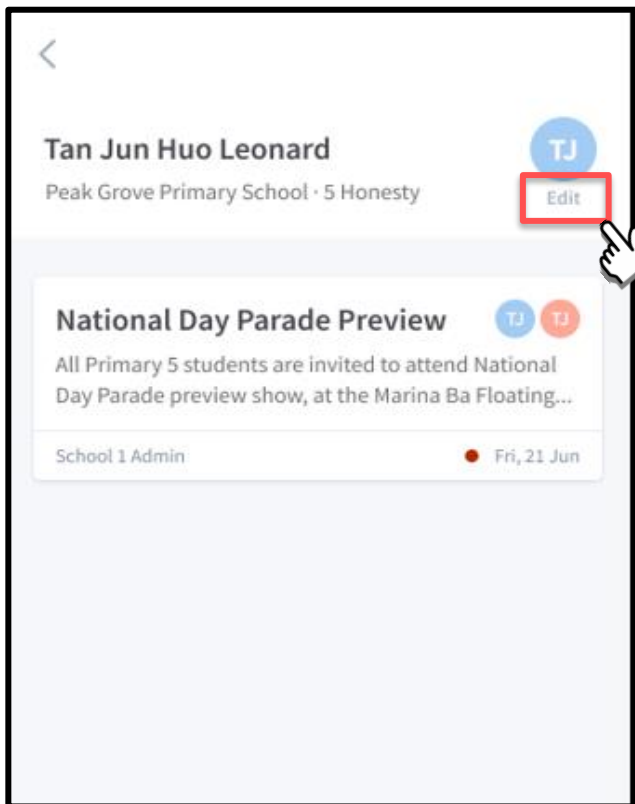 Tan Jun Huo Leonard
TJ
Peak Grove Primary School · 5 Honesty
Edit
National Day Parade Preview
TJ
TJ
All Primary 5 students are invited to attend National
Day Parade preview show, at the Marina Ba Floating...
School 1 Admin
Fri, 21 Jun